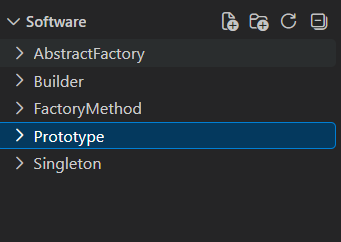 Software
AbstractFactory
Builder
FactoryMethod
Prototype
Singleton